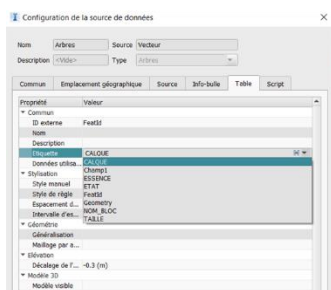 Configuration de la source de données
Nom Arbres Source Vecteur
Description <Vide> Type Arbres
Commun Emplacement géographique Source Info-bulle Table Script
Propriété Valeur
Commun
ID externe FeatId
Nom
Description
Etiquette CALQUE
Données utilisa... CALQUE
Champ1
ESSENCE
Stylisation ETAT
Style manuel
Style de règle FeatId
Espacement d... Geometry
Intervalle d'es... NOM_BLOC
TAILLE
Géométrie
Généralisation
Maillage par a...
Elévation
Décalage de l'... -0.3 (m)
Modèle 3D
Modèle visible